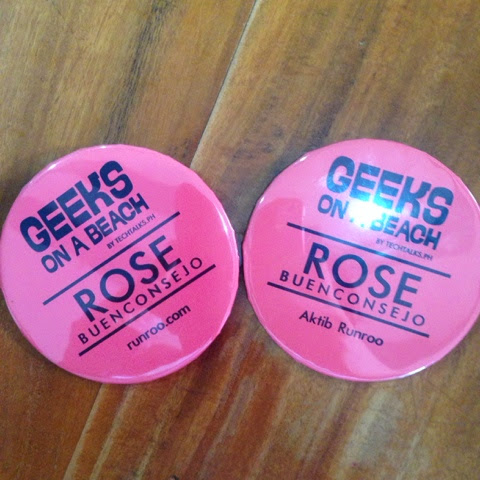 GEEKS
ON A BEACH
BY TECHTALKS.PH
ROSE
BUENCONSEJO
runroo.com
GEEKS
ON A BEACH
BY TECHTALKS.PH
ROSE
BUENCONSEJO
Aktib Runroo